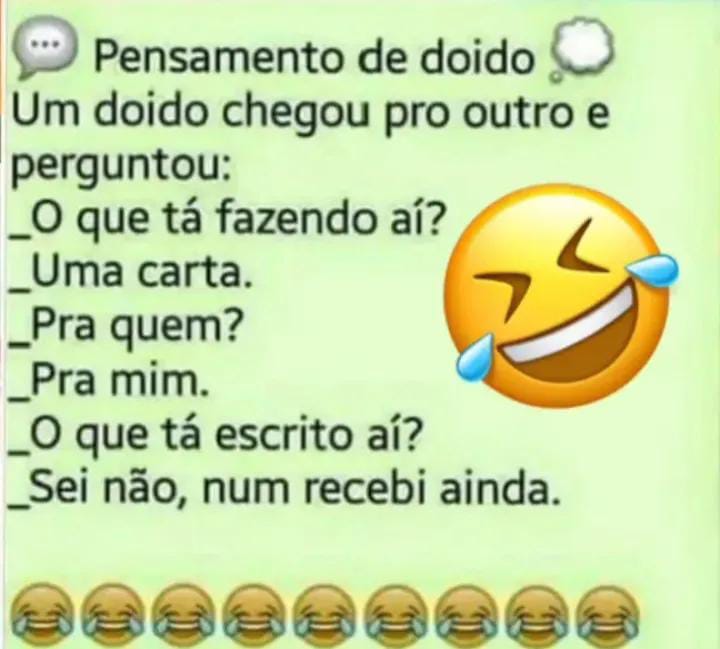 Pensamento de doido
Um doido chegou pro outro e
perguntou:
_O que tá fazendo aí?
_Uma carta.
_Pra quem?
_Pra mim.
_O que tá escrito aí?
_Sei não, num recebi ainda.